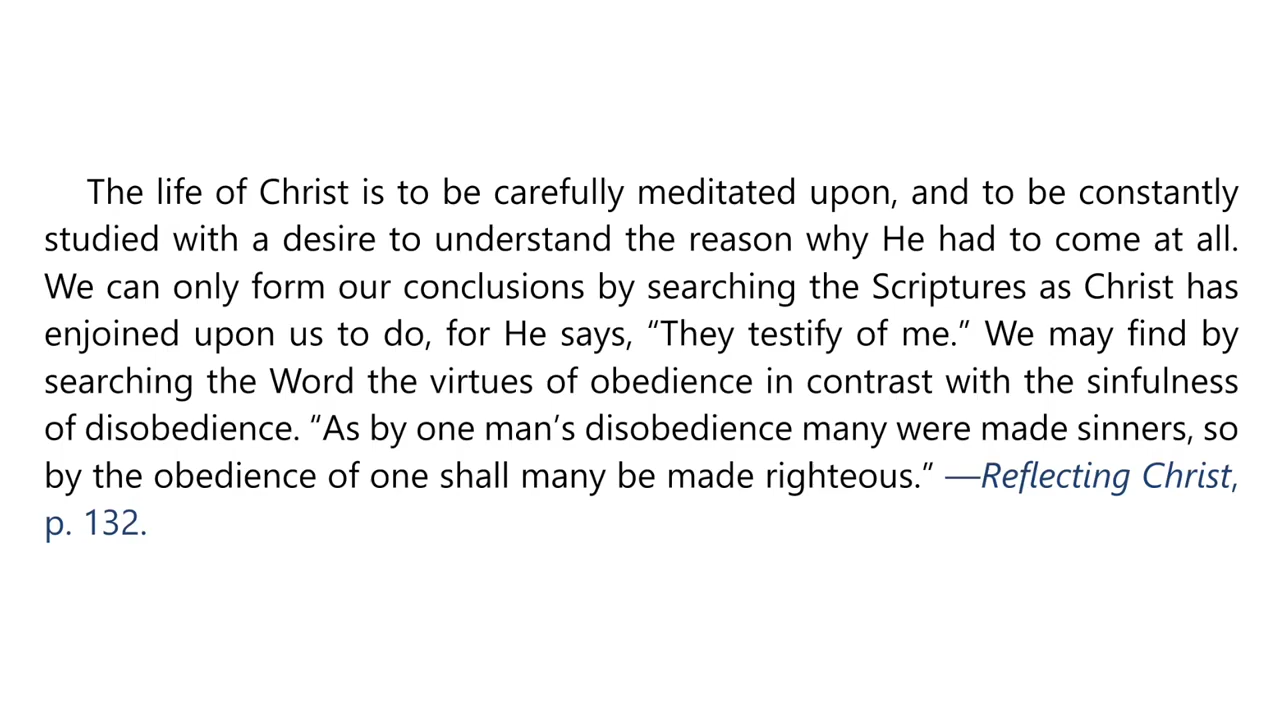 The life of Christ is to be carefully meditated upon, and to be constantly
studied with a desire to understand the reason why He had to come at all.
We can only form our conclusions by searching the Scriptures as Christ has
enjoined upon us to do, for He says, “They testify of me.” We may find by
searching the Word the virtues of obedience in contrast with the sinfulness
of disobedience. “As by one man’s disobedience many were made sinners, so
by the obedience of one shall many be made righteous.” —Reflecting Christ,
p. 132.